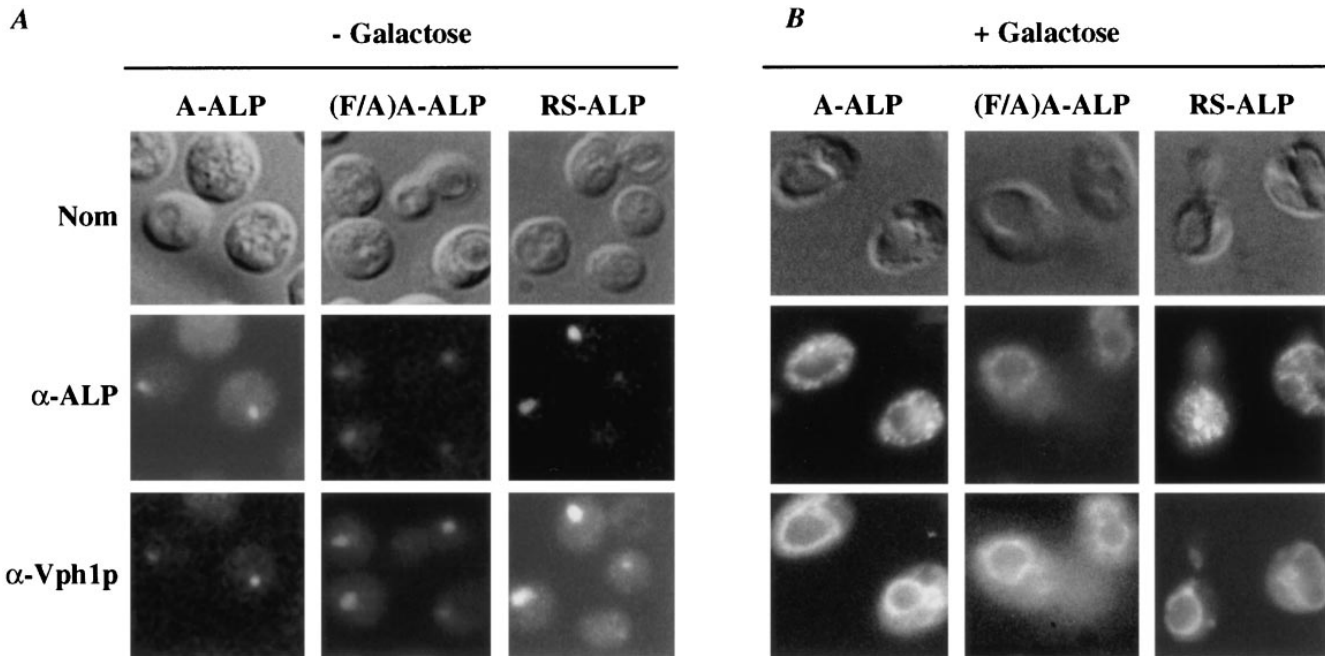 A
- Galactose
A-ALP (F/A)A-ALP RS-ALP
B
+ Galactose
A-ALP (F/A)A-ALP RS-ALP
Nom
α-ALP
α-Vph1p